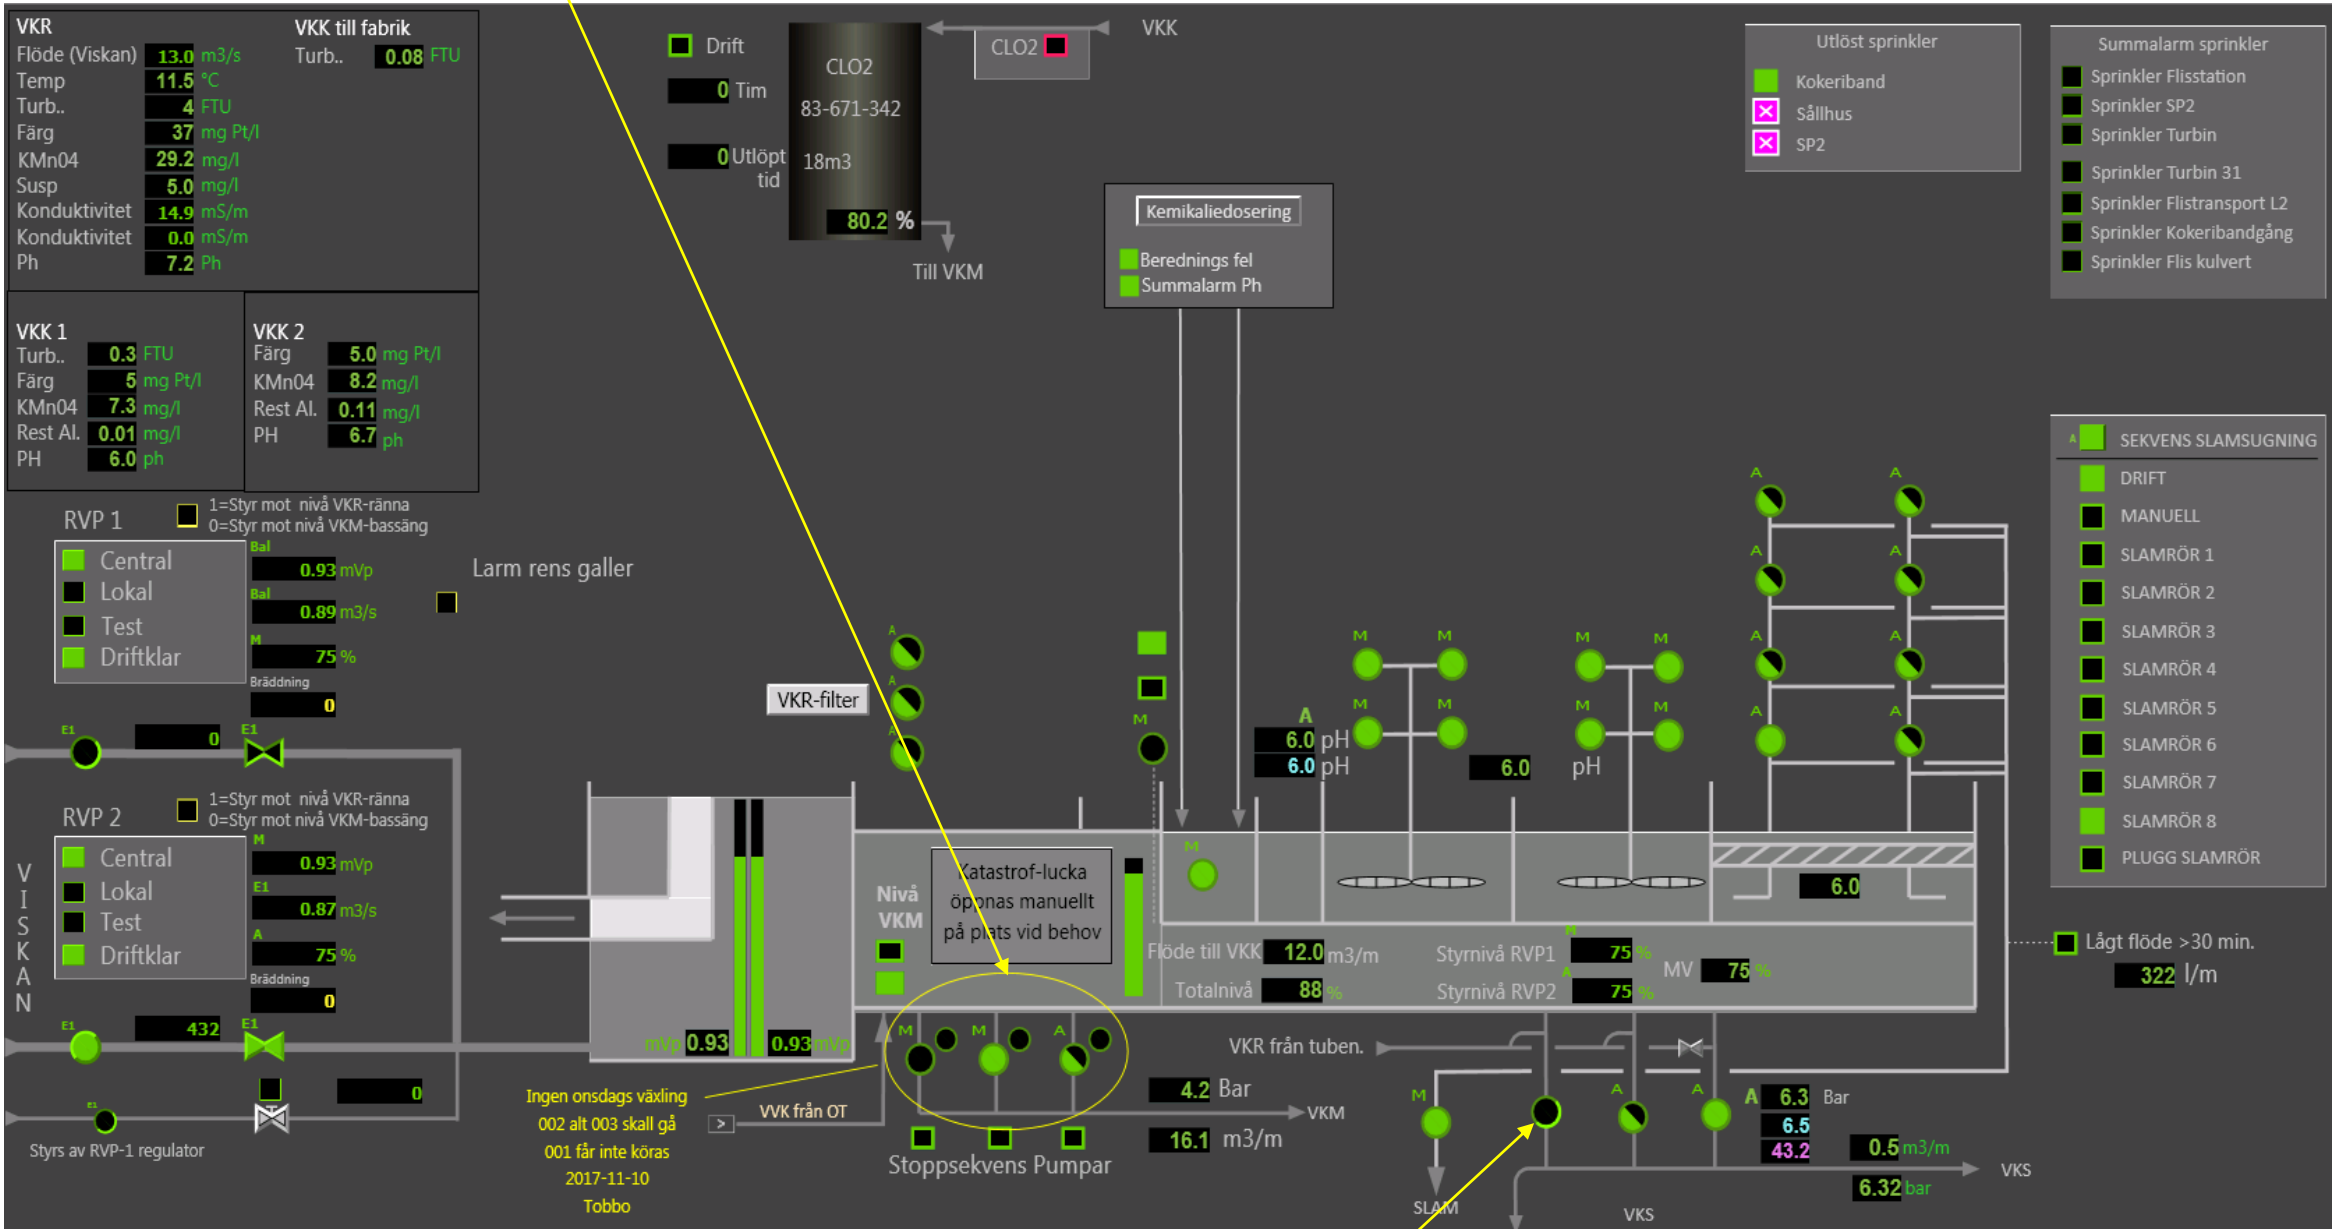 VKR
VKK till fabrik
Flöde (Viskan) 13.0 m3/s
Turb.. 0.08 FTU
Temp 11.5 °C
Turb.. 4 FTU
Färg 37 mg Pt/l
KMn04 29.2 mg/l
Susp 5.0 mg/l
Konduktivitet 14.9 mS/m
Konduktivitet 0.0 mS/m
Ph 7.2 Ph
VKK 1
Turb.. 0.3 FTU
Färg 5 mg Pt/l
KMn04 7.3 mg/l
Rest Al. 0.01 mg/l
PH 6.0 ph
VKK 2
Färg 5.0 mg Pt/l
KMn04 8.2 mg/l
Rest Al. 0.11 mg/l
PH 6.7 ph
Drift
0 Tim
0 Utlöpt
tid
CLO2
83-671-342
18m3
80.2 %
Till VKM
CLO2
VKK
Kemikaliedosering
Berednings fel
Summalarm Ph
Utlöst sprinkler
Kokeriband
Sållhus
SP2
Summalarm sprinkler
Sprinkler Flisstation
Sprinkler SP2
Sprinkler Turbin
Sprinkler Turbin 31
Sprinkler Flistransport L2
Sprinkler Kokeribandgång
Sprinkler Flis kulvert
A SEKVENS SLAMSUGNING
DRIFT
MANUELL
SLAMRÖR 1
SLAMRÖR 2
SLAMRÖR 3
SLAMRÖR 4
SLAMRÖR 5
SLAMRÖR 6
SLAMRÖR 7
SLAMRÖR 8
PLUGG SLAMRÖR
Lågt flöde >30 min.
322 l/m
RVP 1
1=Styr mot nivå VKR-ränna
0=Styr mot nivå VKM-bassäng
Central
Lokal
Test
Driftklar
Bal
0.93 mVp
Bal
0.89 m3/s
M
75 %
Bräddning
0
Larm rens galler
E1
0
E1
RVP 2
1=Styr mot nivå VKR-ränna
0=Styr mot nivå VKM-bassäng
Central
Lokal
Test
Driftklar
M
0.93 mVp
E1
0.87 m3/s
A
75 %
Bräddning
0
VISKAN
E1
432
E1
E1
0
Styrs av RVP-1 regulator
VKR-filter
A
A
A
M
A
6.0 pH
6.0 pH
M
M
M
M
6.0 pH
M
M
M
M
A
A
A
A
A
A
A
A
mVp 0.93
0.93 mVp
Nivå
VKM
Katastrof-lucka
öppnas manuellt
på plats vid behov
M
6.0
Flöde till VKK 12.0 m3/m
Totalnivå 88 %
Styrnivå RVP1 M 75 %
Styrnivå RVP2 A 75 %
MV 75 %
M
M
A
Ingen onsdags växling
002 alt 003 skall gå
001 får inte köras
2017-11-10
Tobbo
> VVK från OT
Stoppsekvens Pumpar
4.2 Bar
VKM
16.1 m3/m
VKR från tuben.
M
SLAM
A
A
A 6.3 Bar
6.5
43.2
0.5 m3/m
6.32 bar
VKS
VKS